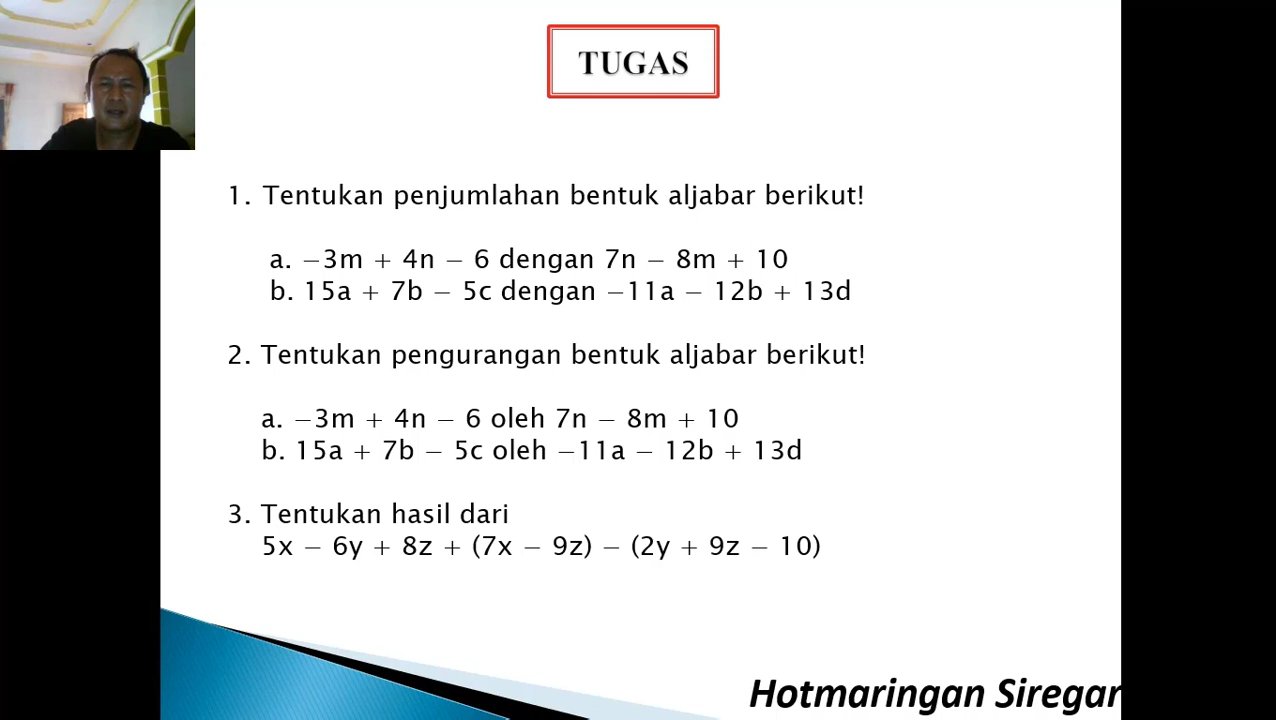 TUGAS
1. Tentukan penjumlahan bentuk aljabar berikut!
a. −3m + 4n − 6 dengan 7n − 8m + 10
b. 15a + 7b − 5c dengan −11a − 12b + 13d
2. Tentukan pengurangan bentuk aljabar berikut!
a. −3m + 4n − 6 oleh 7n − 8m + 10
b. 15a + 7b − 5c oleh −11a − 12b + 13d
3. Tentukan hasil dari
5x − 6y + 8z + (7x − 9z) − (2y + 9z − 10)
Hotmaringan Siregar